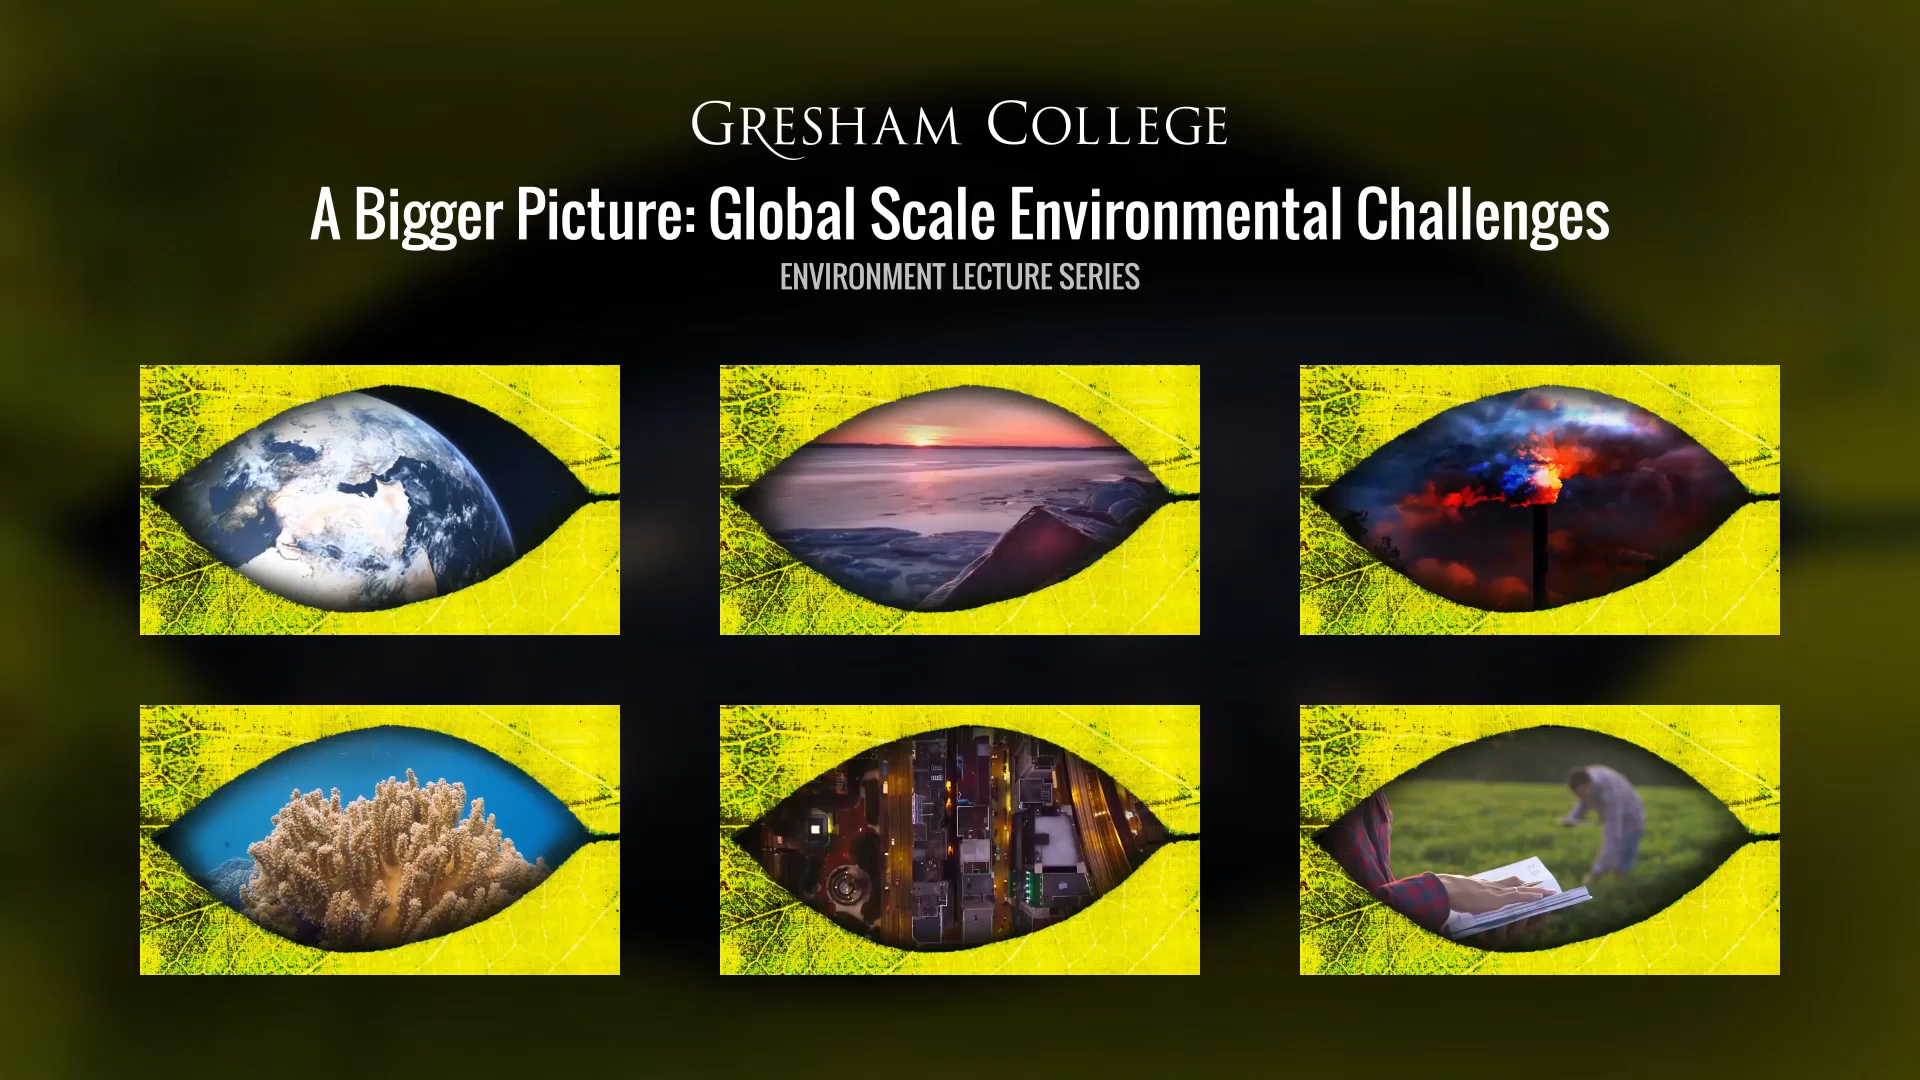 GRESHAM COLLEGE
A Bigger Picture: Global Scale Environmental Challenges
ENVIRONMENT LECTURE SERIES